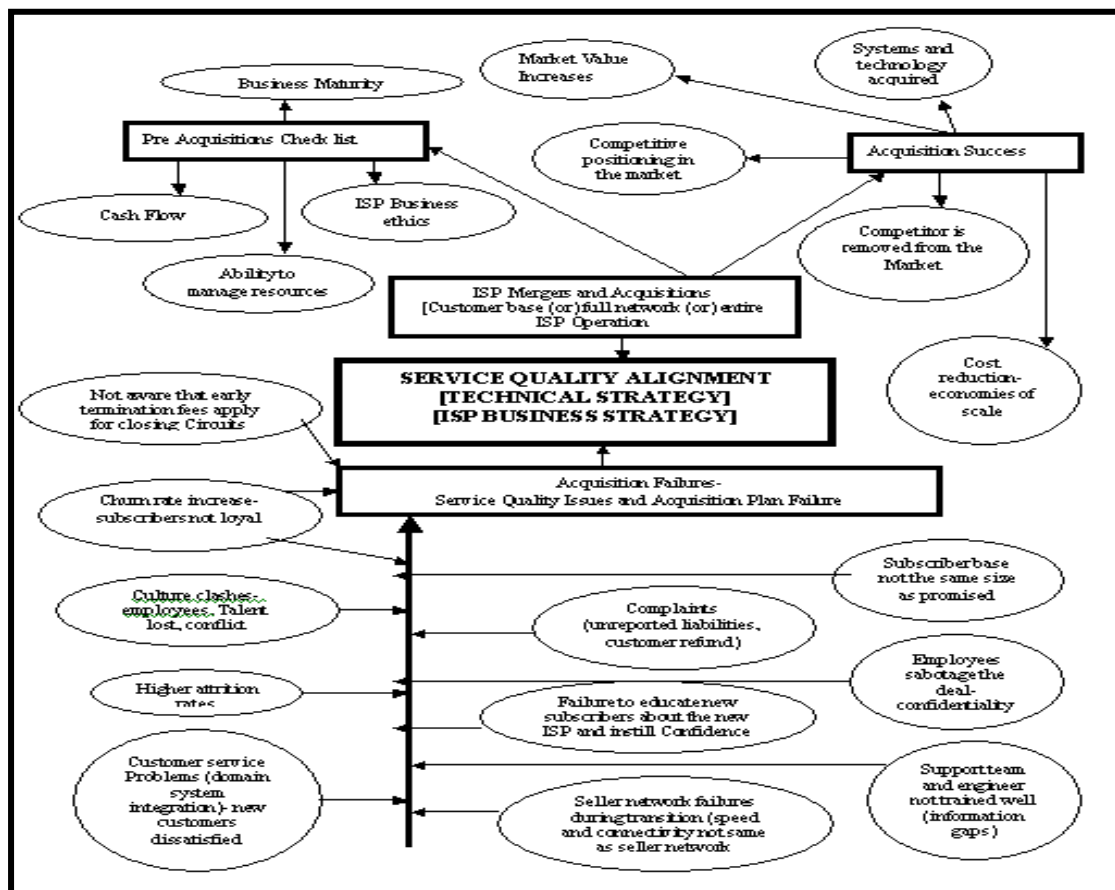 Market Value
Increases
Systems and
technology
acquired
Business Maturity
Pre Acquisitions Check list
Competitive
positioning in
the market
Acquisition Success
Cash Flow
ISP Business
ethics
Competitor is
removed from the
Market
Ability to
manage resources
ISP Mergers and Acquisitions
[Customer base (or) full network (or) entire
ISP Operation
Cost
reduction-
economies of
scale
SERVICE QUALITY ALIGNMENT
[TECHNICAL STRATEGY]
[ISP BUSINESS STRATEGY]
Not aware that early
termination fees apply
for closing Circuits
Acquisition Failures-
Service Quality Issues and Acquisition Plan Failure
Churn rate increase-
subscribers not loyal
Subscriber base
not the same size
as promised
Culture clashes-
employees. Talent
lost, conflict
Complaints
(unreported liabilities,
customer refund)
Employees
sabotage the
deal-
confidentiality
Higher attrition
rates
Failure to educate new
subscribers about the new
ISP and instill Confidence
Customer service
Problems (domain
system
integration)- new
customers
dissatisfied
Support team
and engineer
not trained well
(information
gaps)
Seller network failures
during transition (speed
and connectivity not same
as seller network